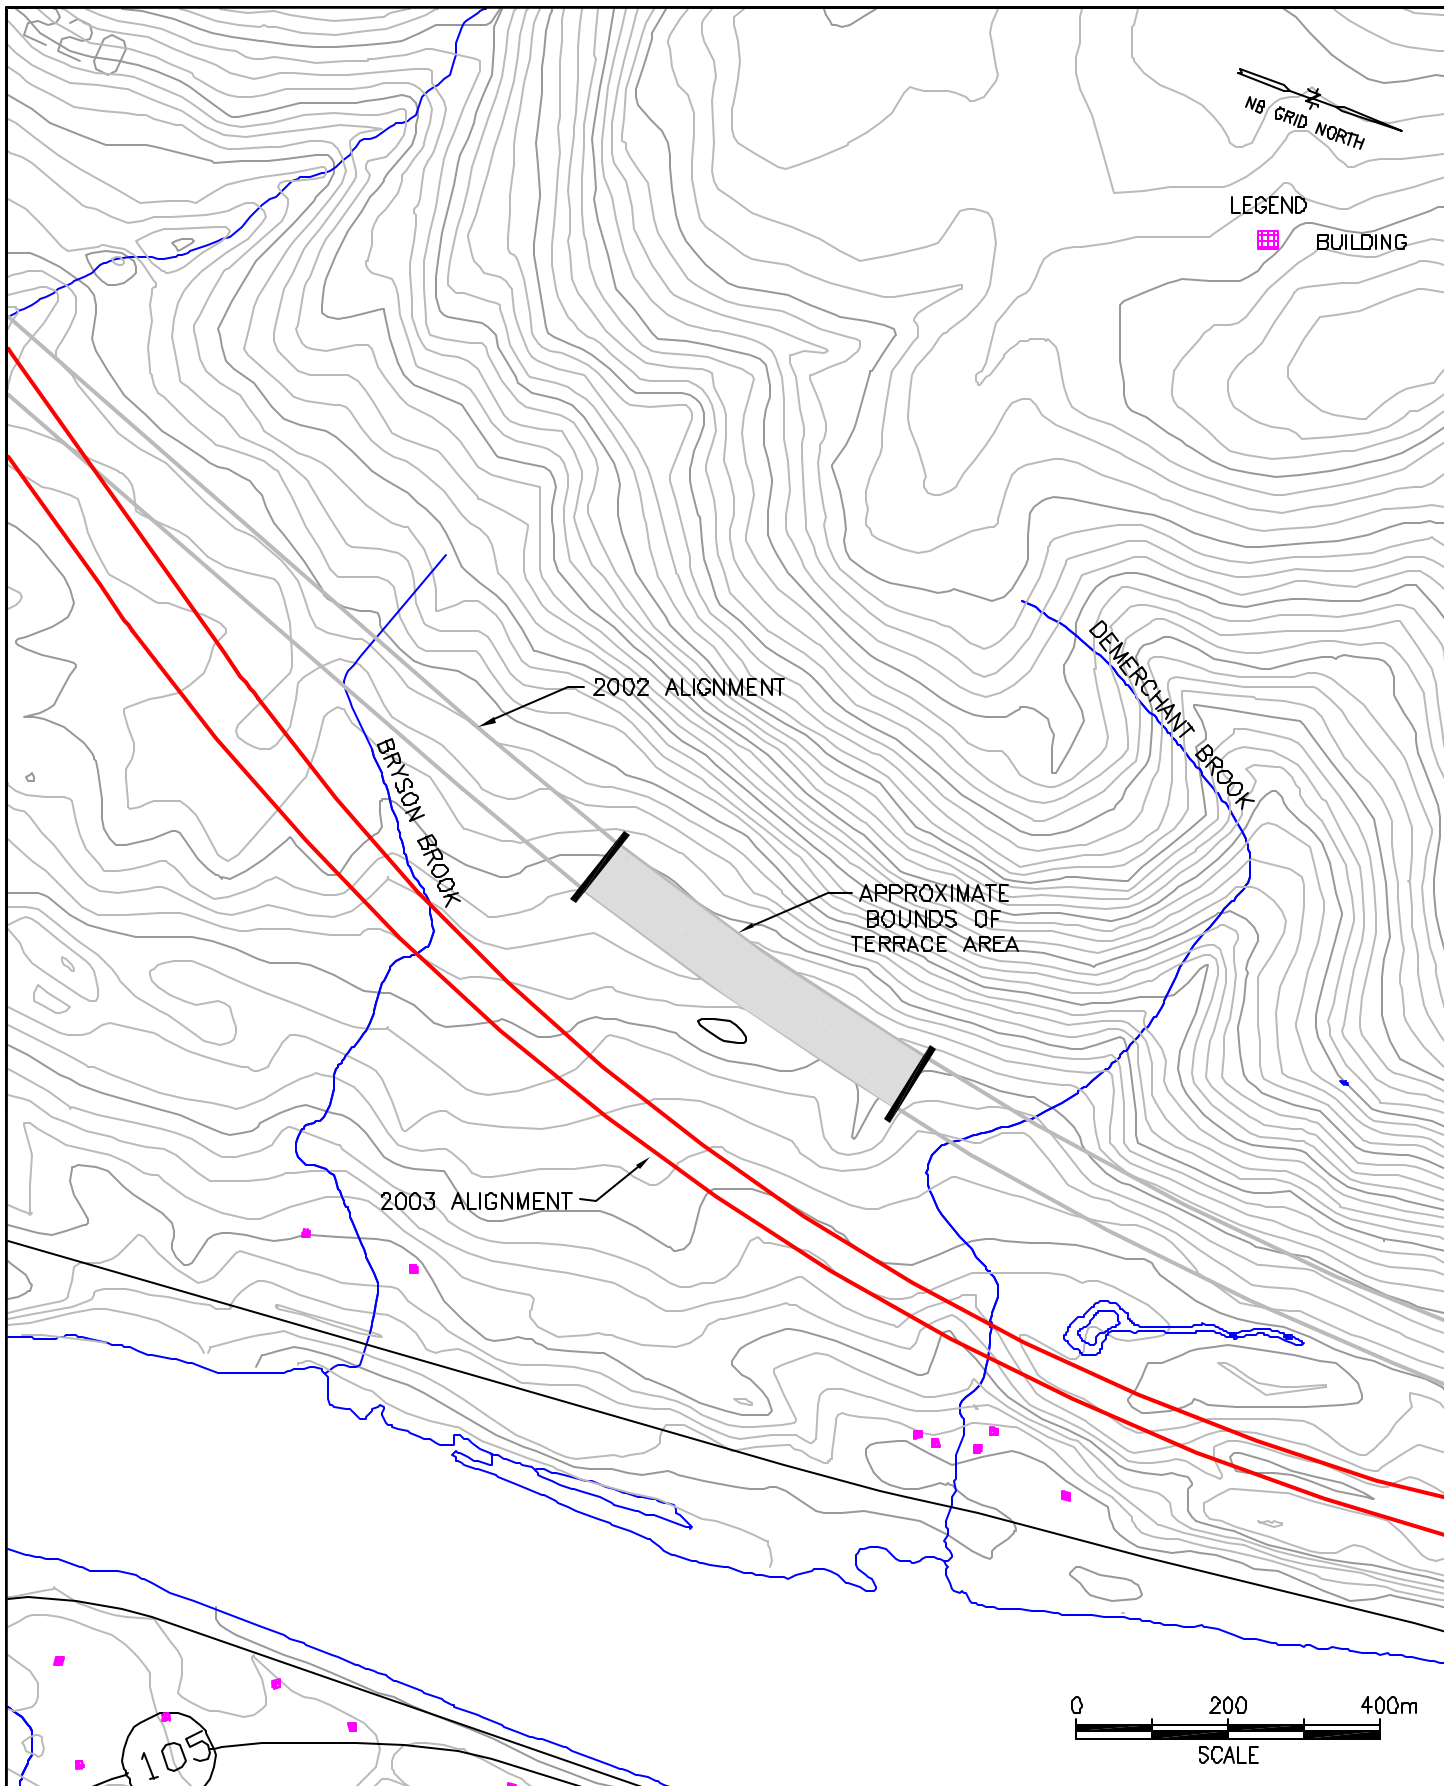 N
NB GRID NORTH
LEGEND
BUILDING
DEMERCHANT BROOK
2002 ALIGNMENT
BRYSON BROOK
APPROXIMATE
BOUNDS OF
TERRACE AREA
2003 ALIGNMENT
0 200 400m
SCALE
105